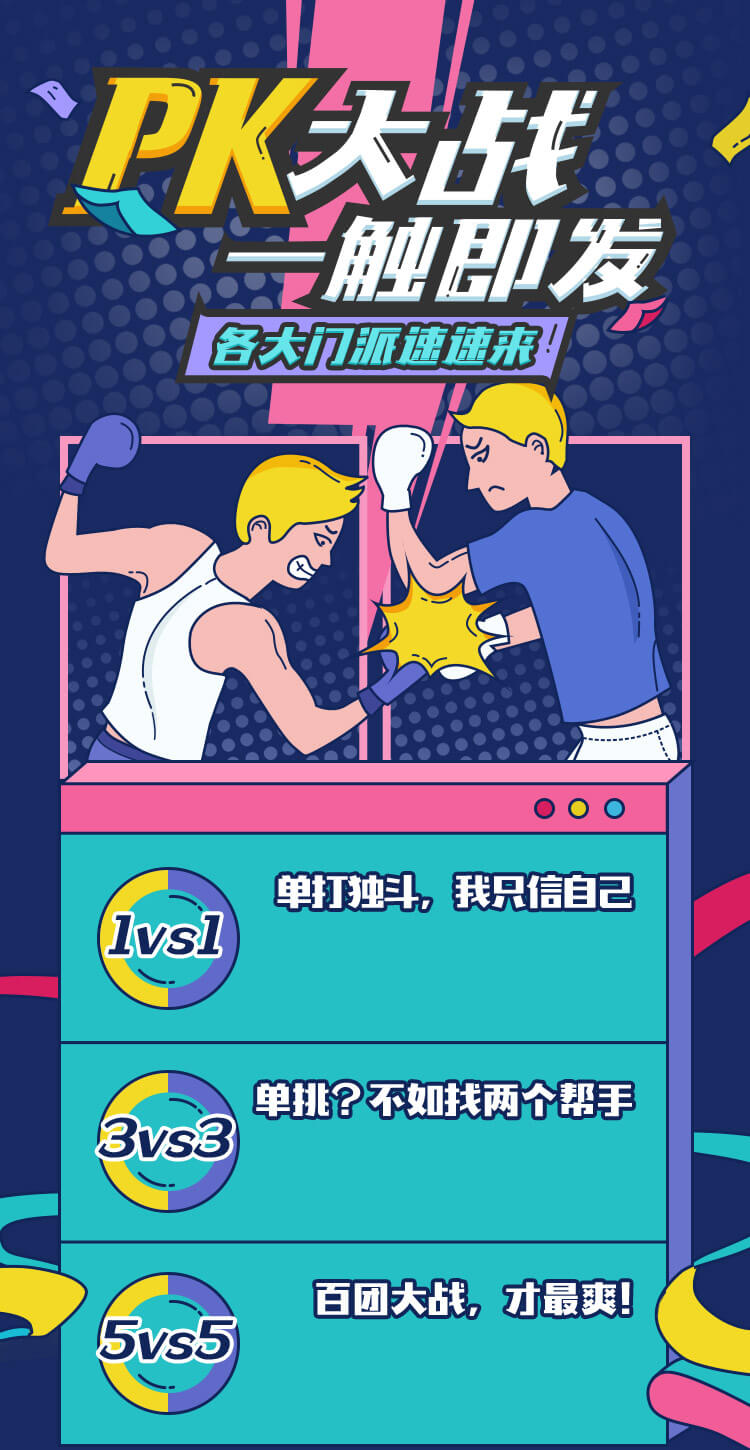 PK大战
一触即发
各大门派速速来!
1vs1
单打独斗，我只信自己
3vs3
单挑？不如找两个帮手
5vs5
百团大战，才最爽!